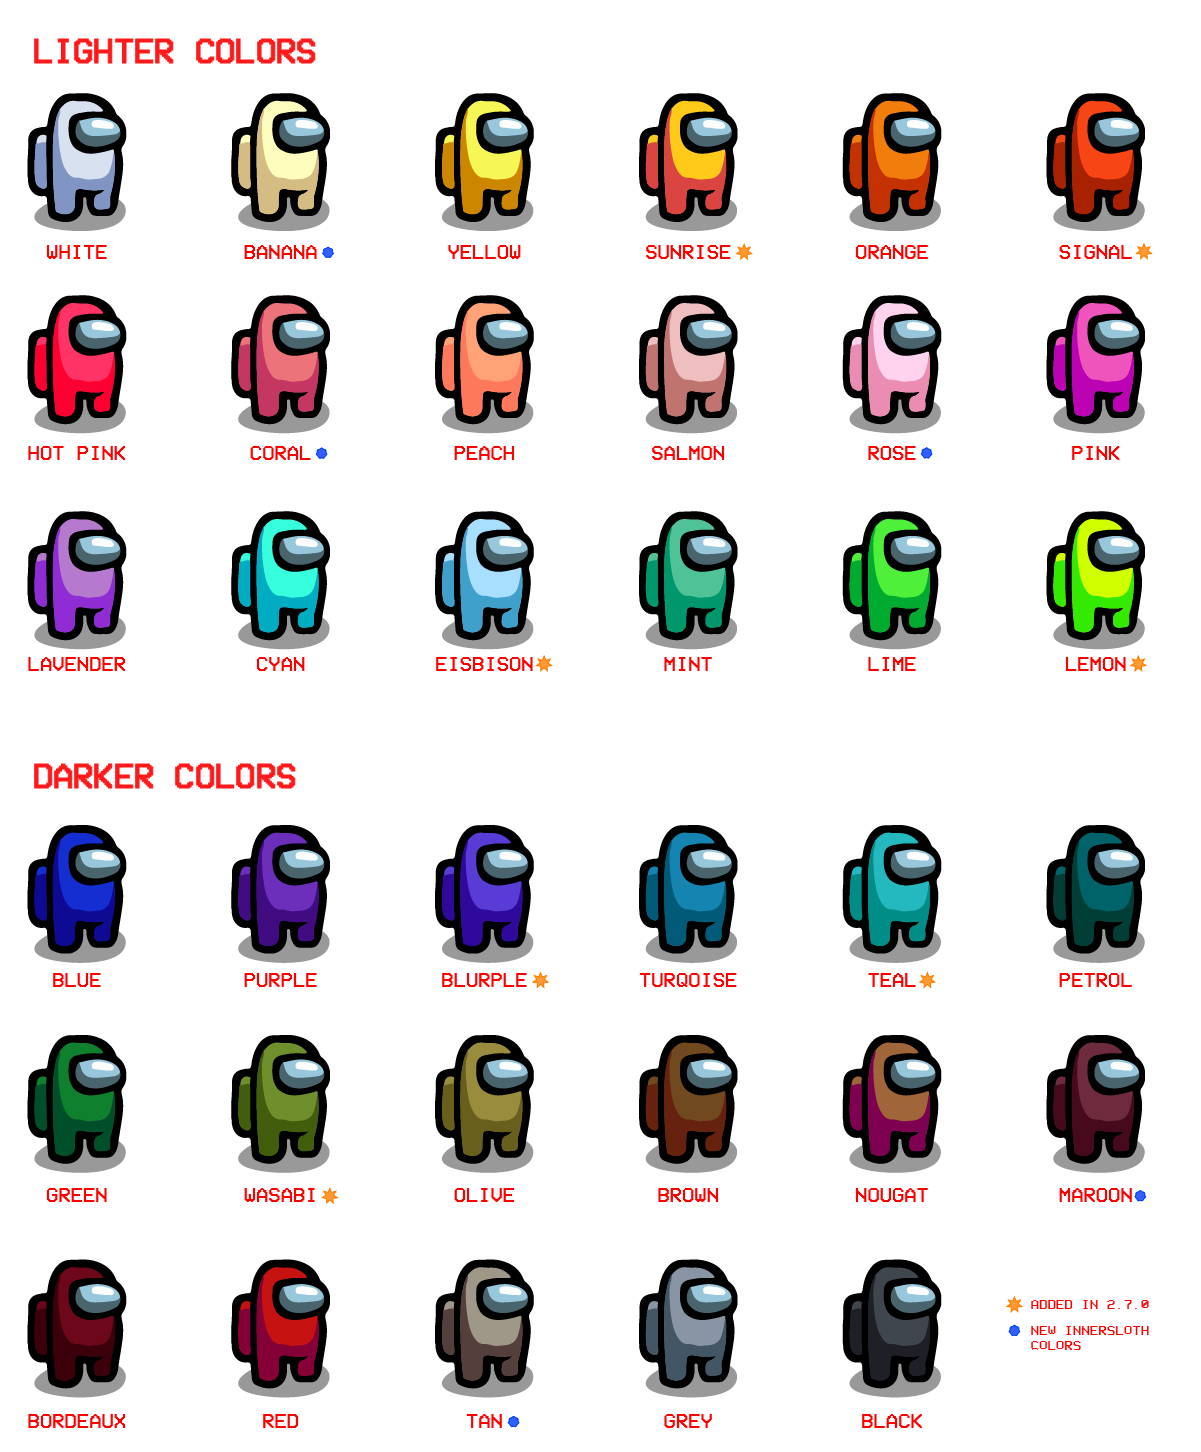 LIGHTER COLORS
WHITE
BANANA
YELLOW
SUNRISE
ORANGE
SIGNAL
HOT PINK
CORAL
PEACH
SALMON
ROSE
PINK
LAVENDER
CYAN
EISBISON
MINT
LIME
LEMON
DARKER COLORS
BLUE
PURPLE
BLURPLE
TURQOISE
TEAL
PETROL
GREEN
WASABI
OLIVE
BROWN
NOUGAT
MAROON
BORDEAUX
RED
TAN
GREY
BLACK
ADDED IN 2.7.0
NEW INNERSLOTH
COLORS